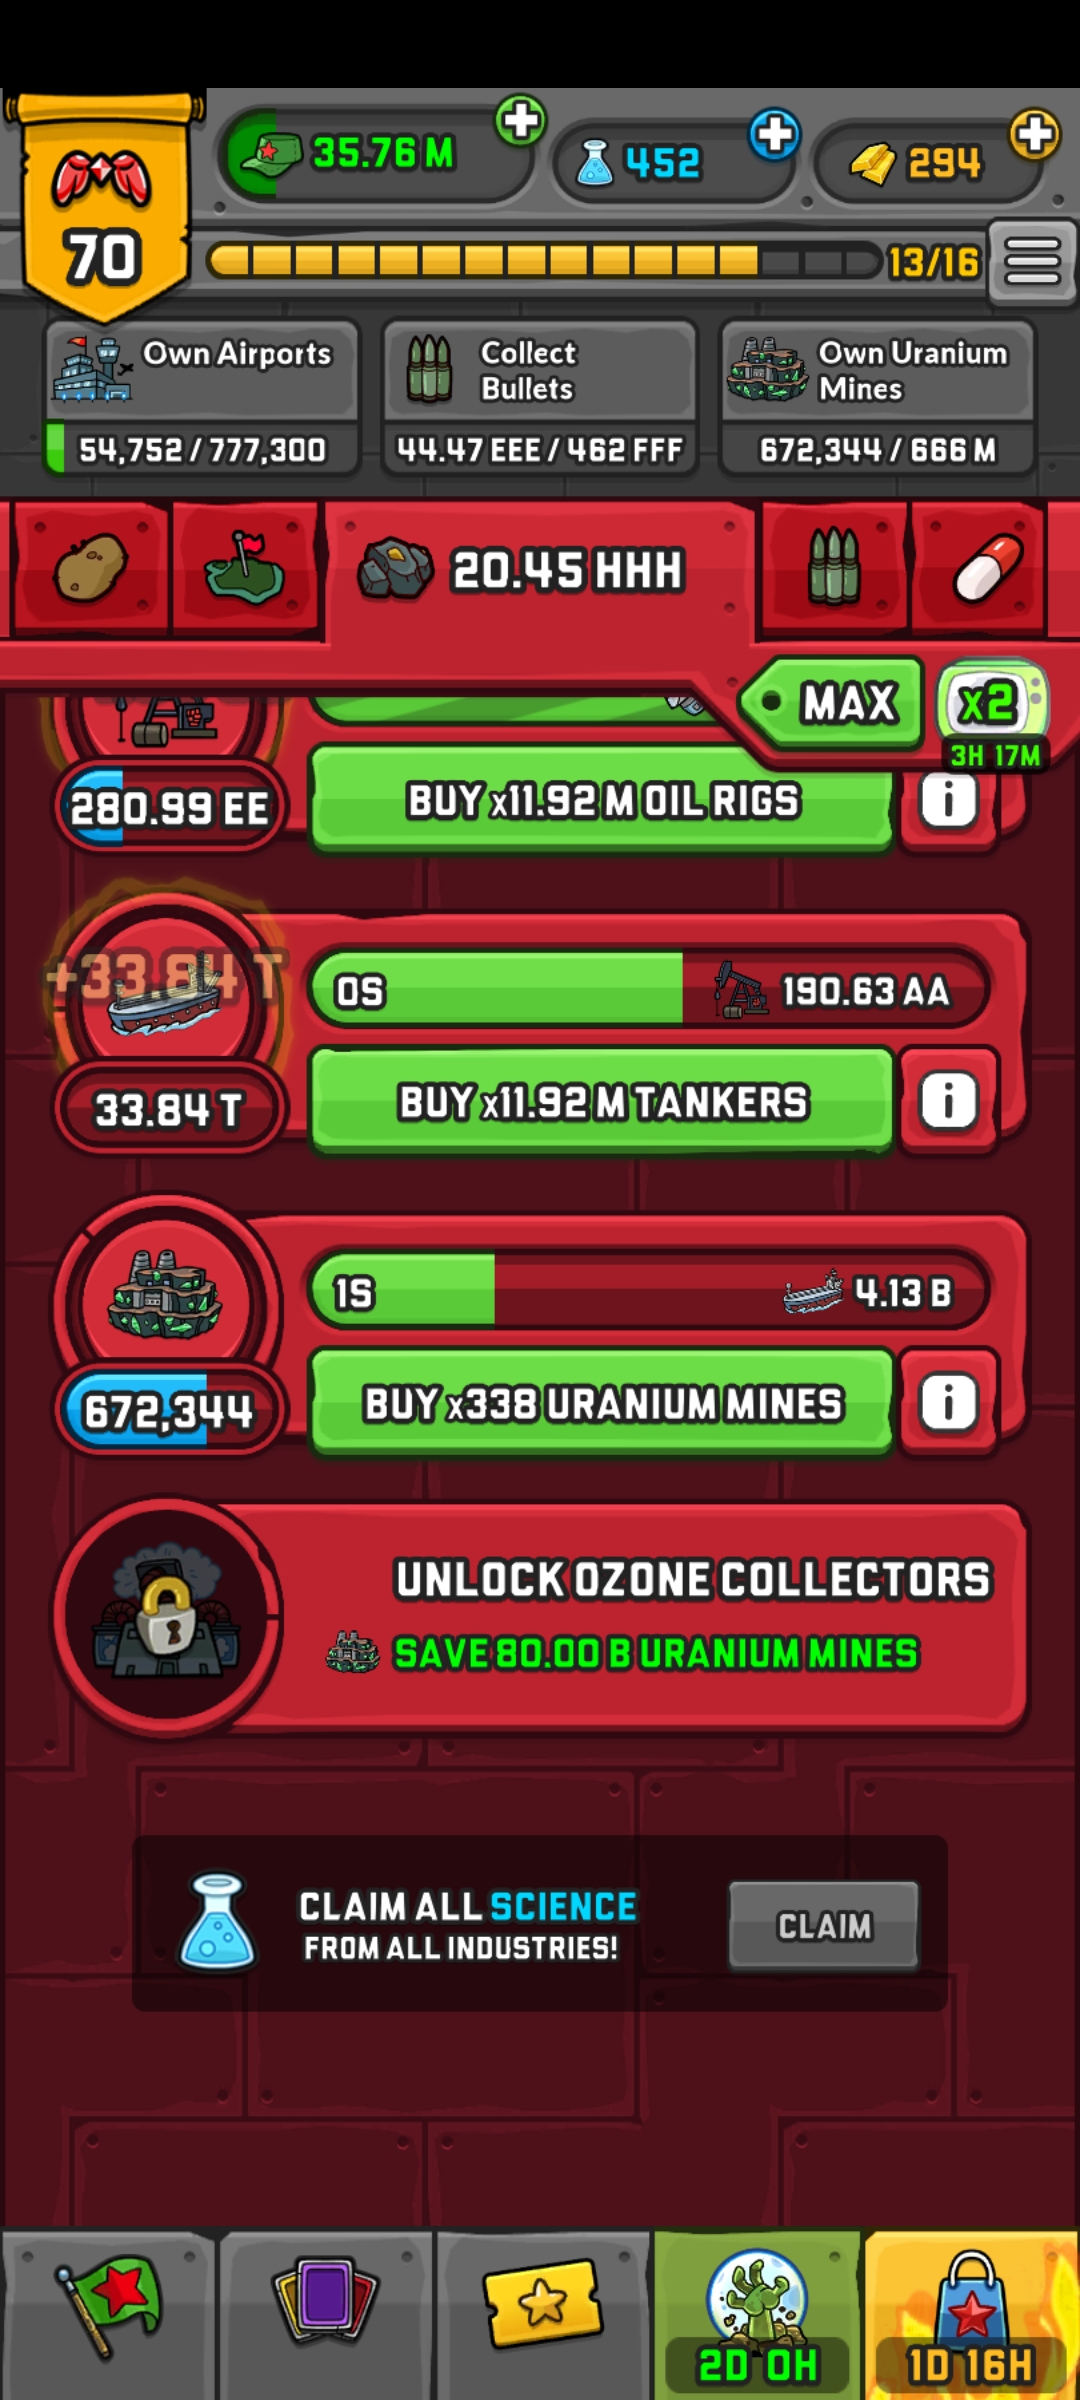 35.76 M
452
294
70
13/16
Own Airports
54,752 / 777,300
Collect
Bullets
44.47 EEE / 462 FFF
Own Uranium
Mines
672,344 / 666 M
20.45 HHH
MAX
x2
3H 17M
280.99 EE
BUY x11.92 M OIL RIGS
i
+33.84 T
0S
190.63 AA
33.84 T
BUY x11.92 M TANKERS
i
1S
4.13 B
672,344
BUY x338 URANIUM MINES
i
UNLOCK OZONE COLLECTORS
SAVE 80.00 B URANIUM MINES
CLAIM ALL SCIENCE
FROM ALL INDUSTRIES!
CLAIM
2D 0H
1D 16H